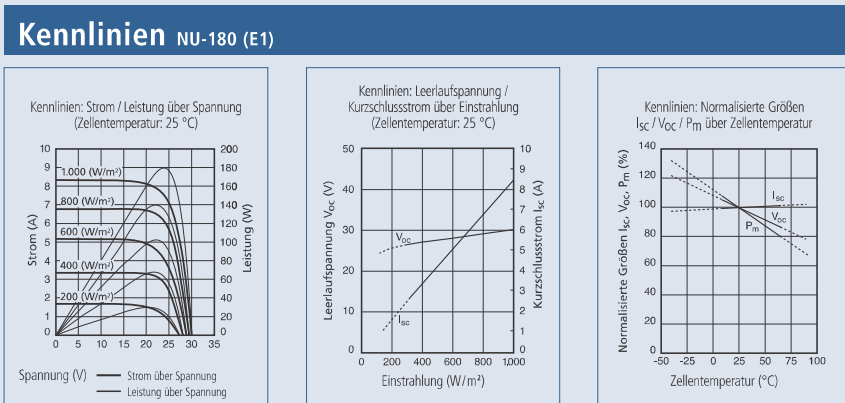 Kennlinien NU-180 (E1)
Kennlinien: Strom / Leistung über Spannung
(Zellentemperatur: 25 °C)
10
9
8
7
6
5
4
3
2
1
0
Strom (A)
1.000 (W/m²)
800 (W/m²)
600 (W/m²)
400 (W/m²)
200 (W/m²)
200
180
160
140
120
100
80
60
40
20
0
Leistung (W)
0 5 10 15 20 25 30 35
Spannung (V)
Strom über Spannung
Leistung über Spannung
Kennlinien: Leerlaufspannung /
Kurzschlussstrom über Einstrahlung
(Zellentemperatur: 25 °C)
50
40
30
20
10
0
Leerlaufspannung Voc (V)
Voc
Isc
10
9
8
7
6
5
4
3
2
1
0
Kurzschlussstrom Isc (A)
0 200 400 600 800 1,000
Einstrahlung (W/m²)
Kennlinien: Normalisierte Größen
Isc / Voc / Pm über Zellentemperatur
140
120
100
80
60
40
20
0
Normalisierte Größen Isc, Voc, Pm (%)
Isc
Voc
Pm
-50 -25 0 25 50 75 100
Zellentemperatur (°C)